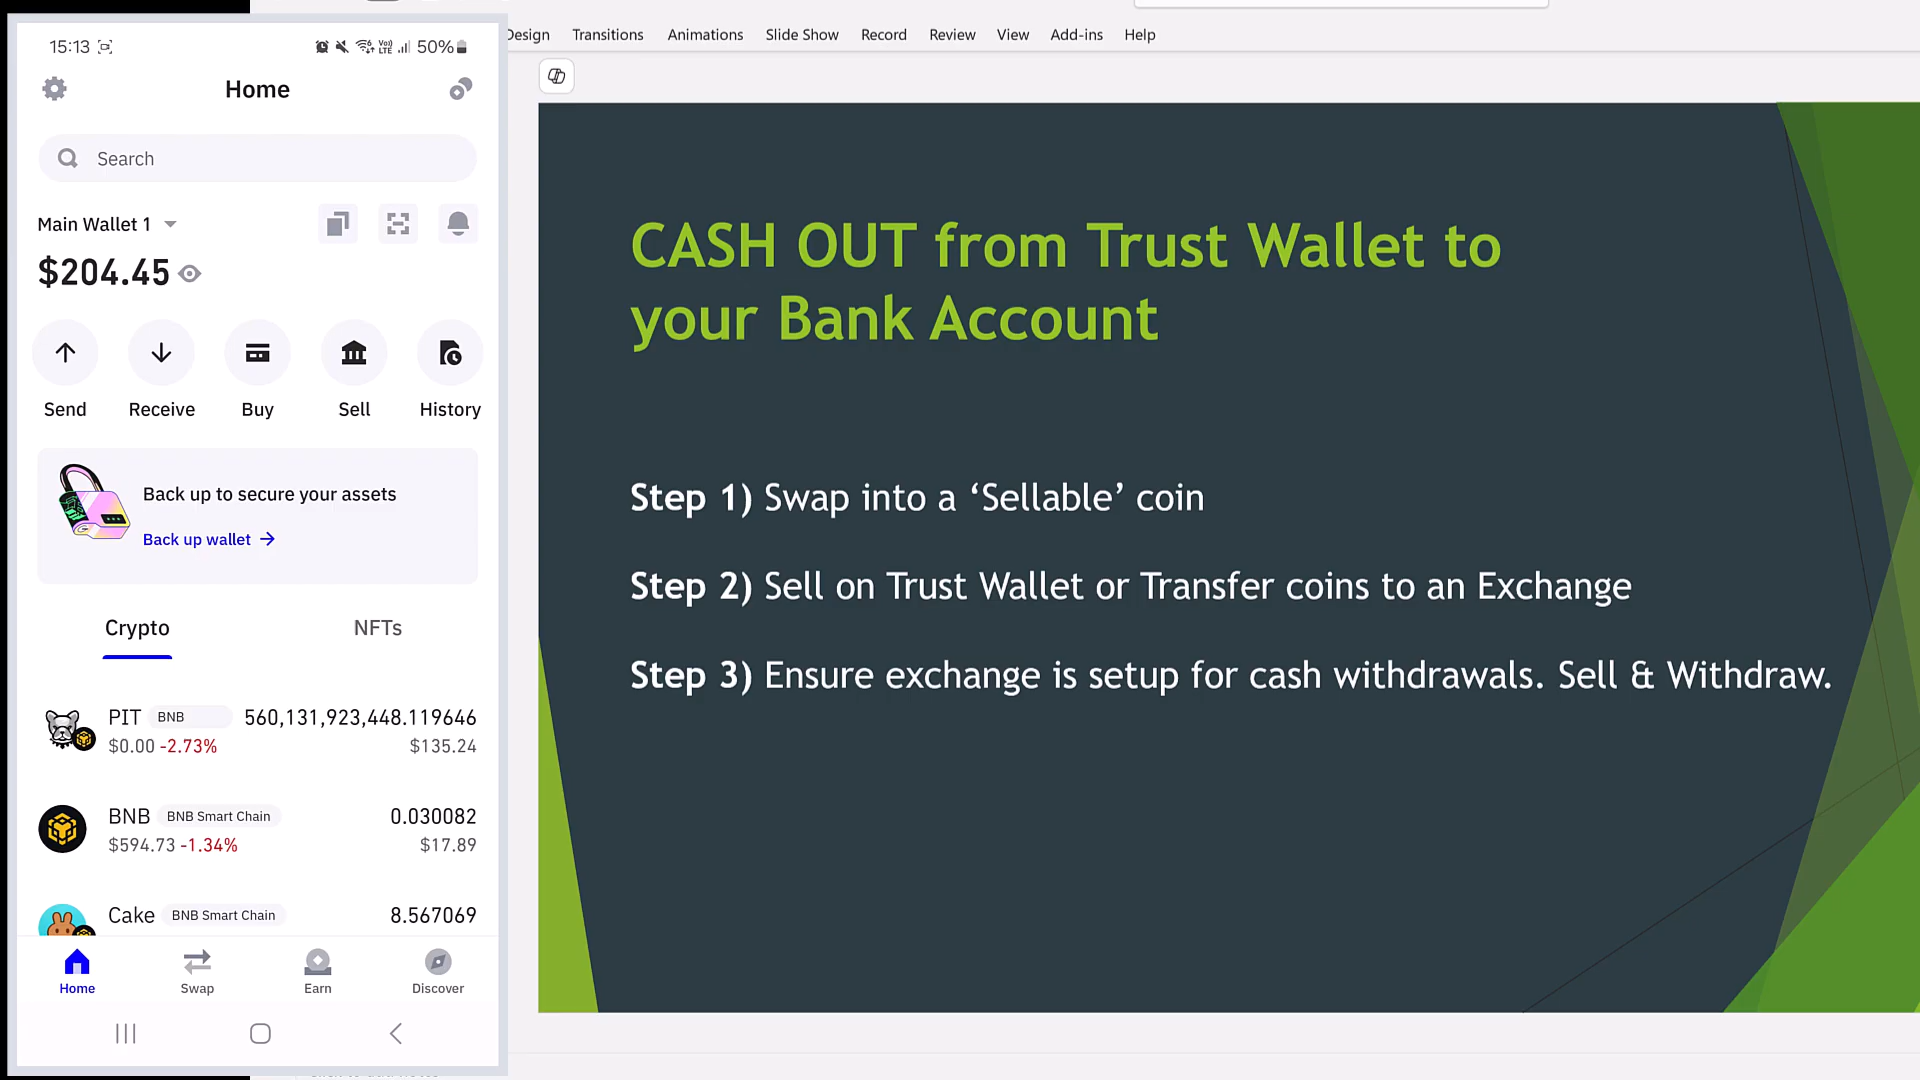 15:13
50%
Home
Search
Main Wallet 1
$204.45
Send Receive Buy Sell History
Back up to secure your assets
Back up wallet →
Crypto NFTs
PIT BNB 560,131,923,448.119646
$0.00 -2.73% $135.24
BNB BNB Smart Chain 0.030082
$594.73 -1.34% $17.89
Cake BNB Smart Chain 8.567069
Home Swap Earn Discover
Design Transitions Animations Slide Show Record Review View Add-ins Help
CASH OUT from Trust Wallet to
your Bank Account
Step 1) Swap into a ‘Sellable’ coin
Step 2) Sell on Trust Wallet or Transfer coins to an Exchange
Step 3) Ensure exchange is setup for cash withdrawals. Sell & Withdraw.